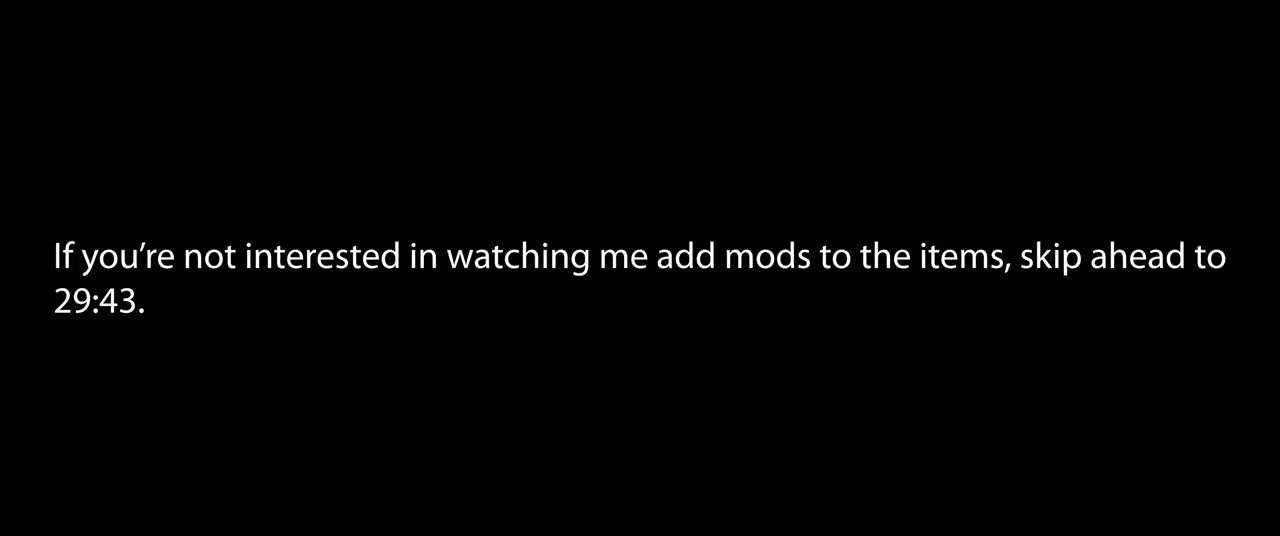 If you’re not interested in watching me add mods to the items, skip ahead to
29:43.